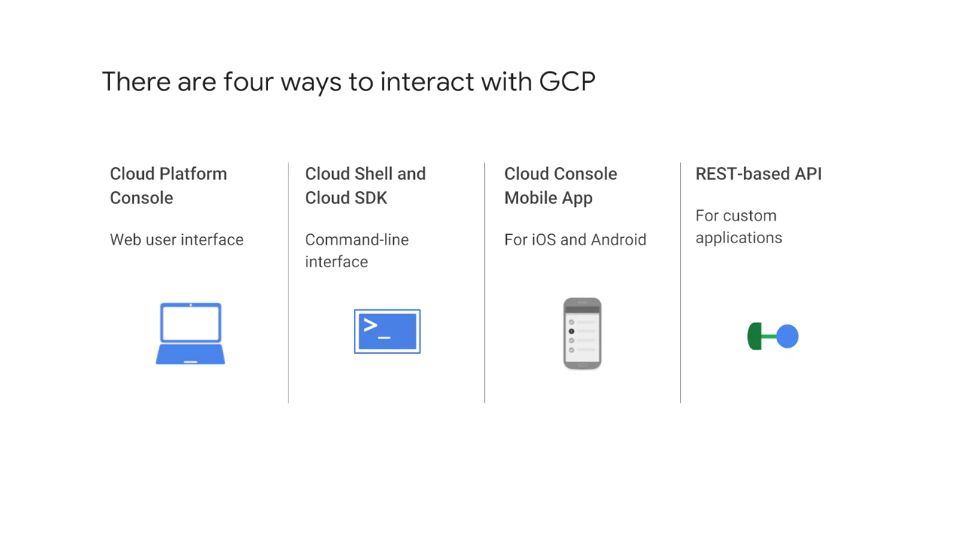 There are four ways to interact with GCP
Cloud Platform
Console
Web user interface
Cloud Shell and
Cloud SDK
Command-line
interface
>_
Cloud Console
Mobile App
For iOS and Android
REST-based API
For custom
applications